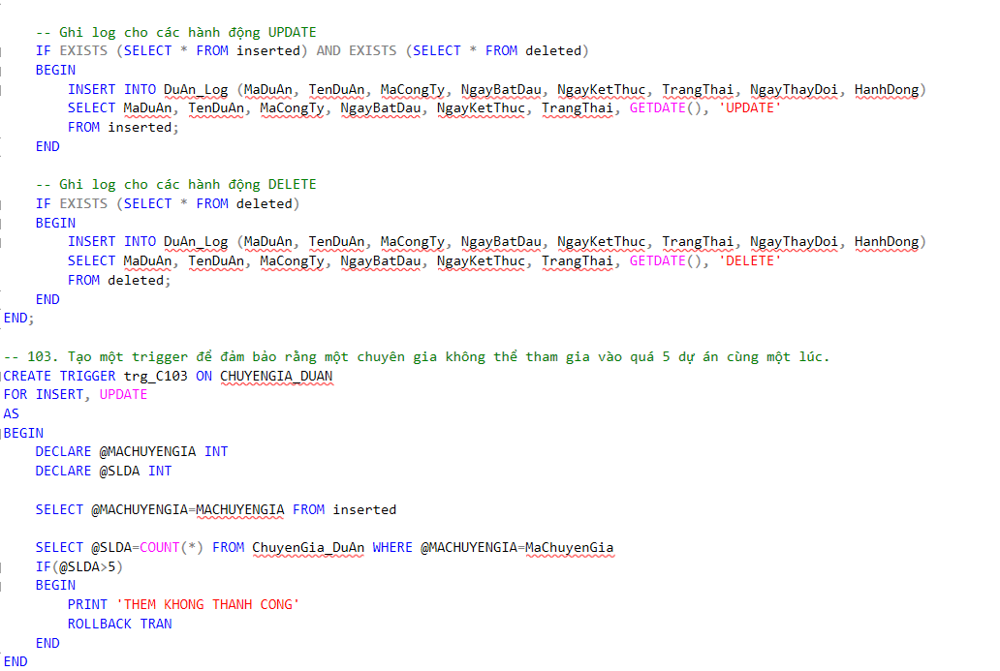 -- Ghi log cho các hành động UPDATE
IF EXISTS (SELECT * FROM inserted) AND EXISTS (SELECT * FROM deleted)
BEGIN
INSERT INTO DuAn_Log (MaDuAn, TenDuAn, MaCongTy, NgayBatDau, NgayKetThuc, TrangThai, NgayThayDoi, HanhDong)
SELECT MaDuAn, TenDuAn, MaCongTy, NgayBatDau, NgayKetThuc, TrangThai, GETDATE(), 'UPDATE'
FROM inserted;
END
-- Ghi log cho các hành động DELETE
IF EXISTS (SELECT * FROM deleted)
BEGIN
INSERT INTO DuAn_Log (MaDuAn, TenDuAn, MaCongTy, NgayBatDau, NgayKetThuc, TrangThai, NgayThayDoi, HanhDong)
SELECT MaDuAn, TenDuAn, MaCongTy, NgayBatDau, NgayKetThuc, TrangThai, GETDATE(), 'DELETE'
FROM deleted;
END
END;
-- 103. Tạo một trigger để đảm bảo rằng một chuyên gia không thể tham gia vào quá 5 dự án cùng một lúc.
CREATE TRIGGER trg_C103 ON CHUYENGIA_DUAN
FOR INSERT, UPDATE
AS
BEGIN
DECLARE @MACHUYENGIA INT
DECLARE @SLDA INT
SELECT @MACHUYENGIA=MACHUYENGIA FROM inserted
SELECT @SLDA=COUNT(*) FROM ChuyenGia_DuAn WHERE @MACHUYENGIA=MaChuyenGia
IF(@SLDA>5)
BEGIN
PRINT 'THEM KHONG THANH CONG'
ROLLBACK TRAN
END
END